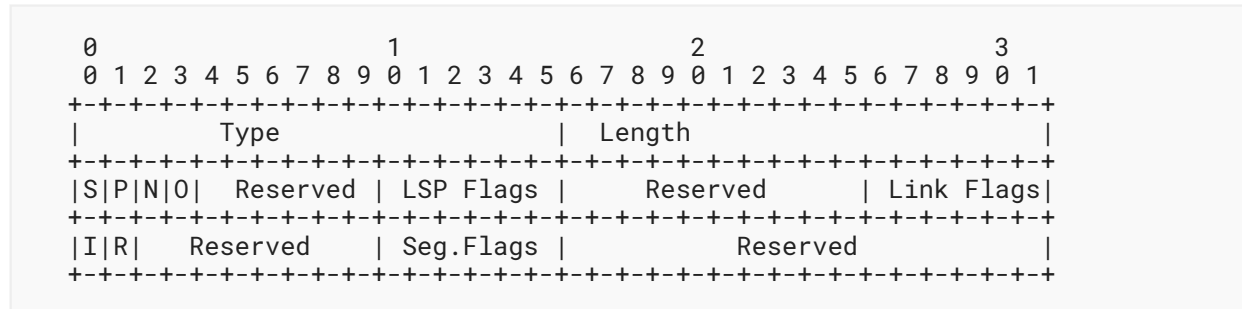 0                   1                   2                   3
 0 1 2 3 4 5 6 7 8 9 0 1 2 3 4 5 6 7 8 9 0 1 2 3 4 5 6 7 8 9 0 1
+-+-+-+-+-+-+-+-+-+-+-+-+-+-+-+-+-+-+-+-+-+-+-+-+-+-+-+-+-+-+-+-+
|         Type                  |  Length                       |
+-+-+-+-+-+-+-+-+-+-+-+-+-+-+-+-+-+-+-+-+-+-+-+-+-+-+-+-+-+-+-+-+
|S|P|N|O|  Reserved | LSP Flags |     Reserved      | Link Flags|
+-+-+-+-+-+-+-+-+-+-+-+-+-+-+-+-+-+-+-+-+-+-+-+-+-+-+-+-+-+-+-+-+
|I|R|   Reserved    | Seg.Flags |           Reserved            |
+-+-+-+-+-+-+-+-+-+-+-+-+-+-+-+-+-+-+-+-+-+-+-+-+-+-+-+-+-+-+-+-+